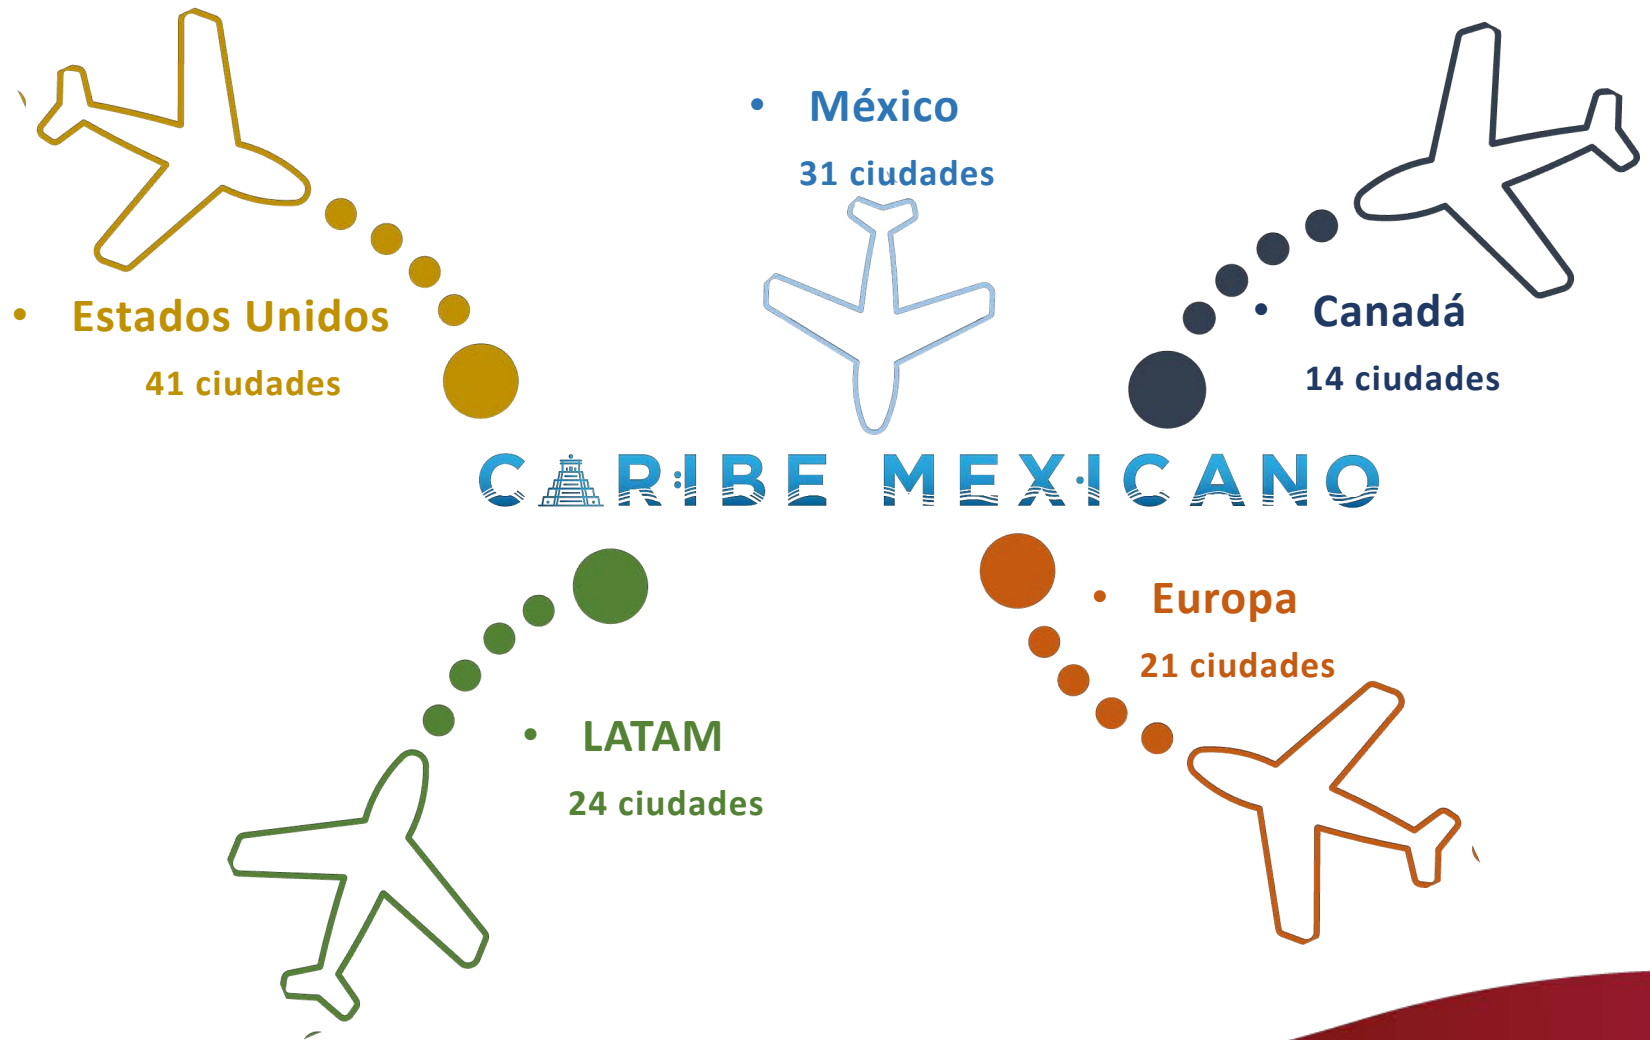 • México
31 ciudades
• Estados Unidos
41 ciudades
• Canadá
14 ciudades
CARIBE MEXICANO
• Europa
21 ciudades
• LATAM
24 ciudades